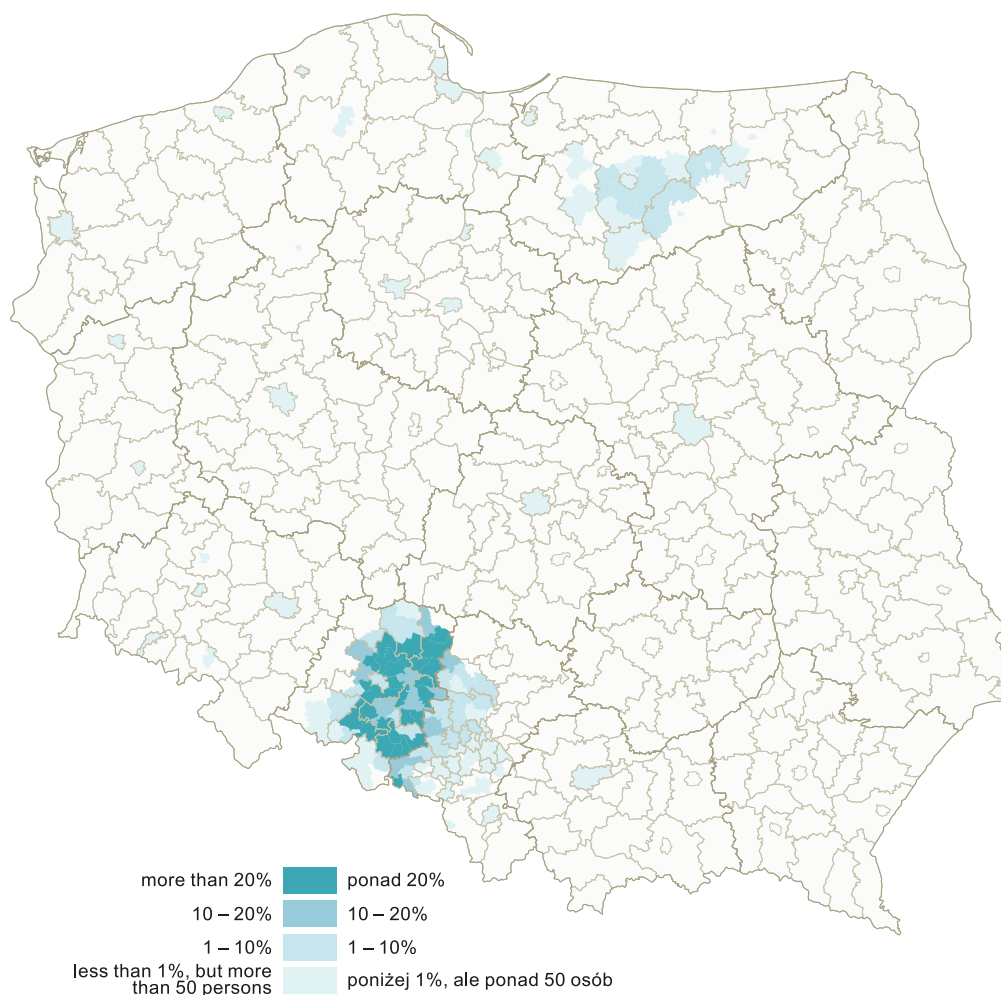 more than 20% ponad 20%
10 – 20% 10 – 20%
1 – 10% 1 – 10%
less than 1%, but more
than 50 persons poniżej 1%, ale ponad 50 osób